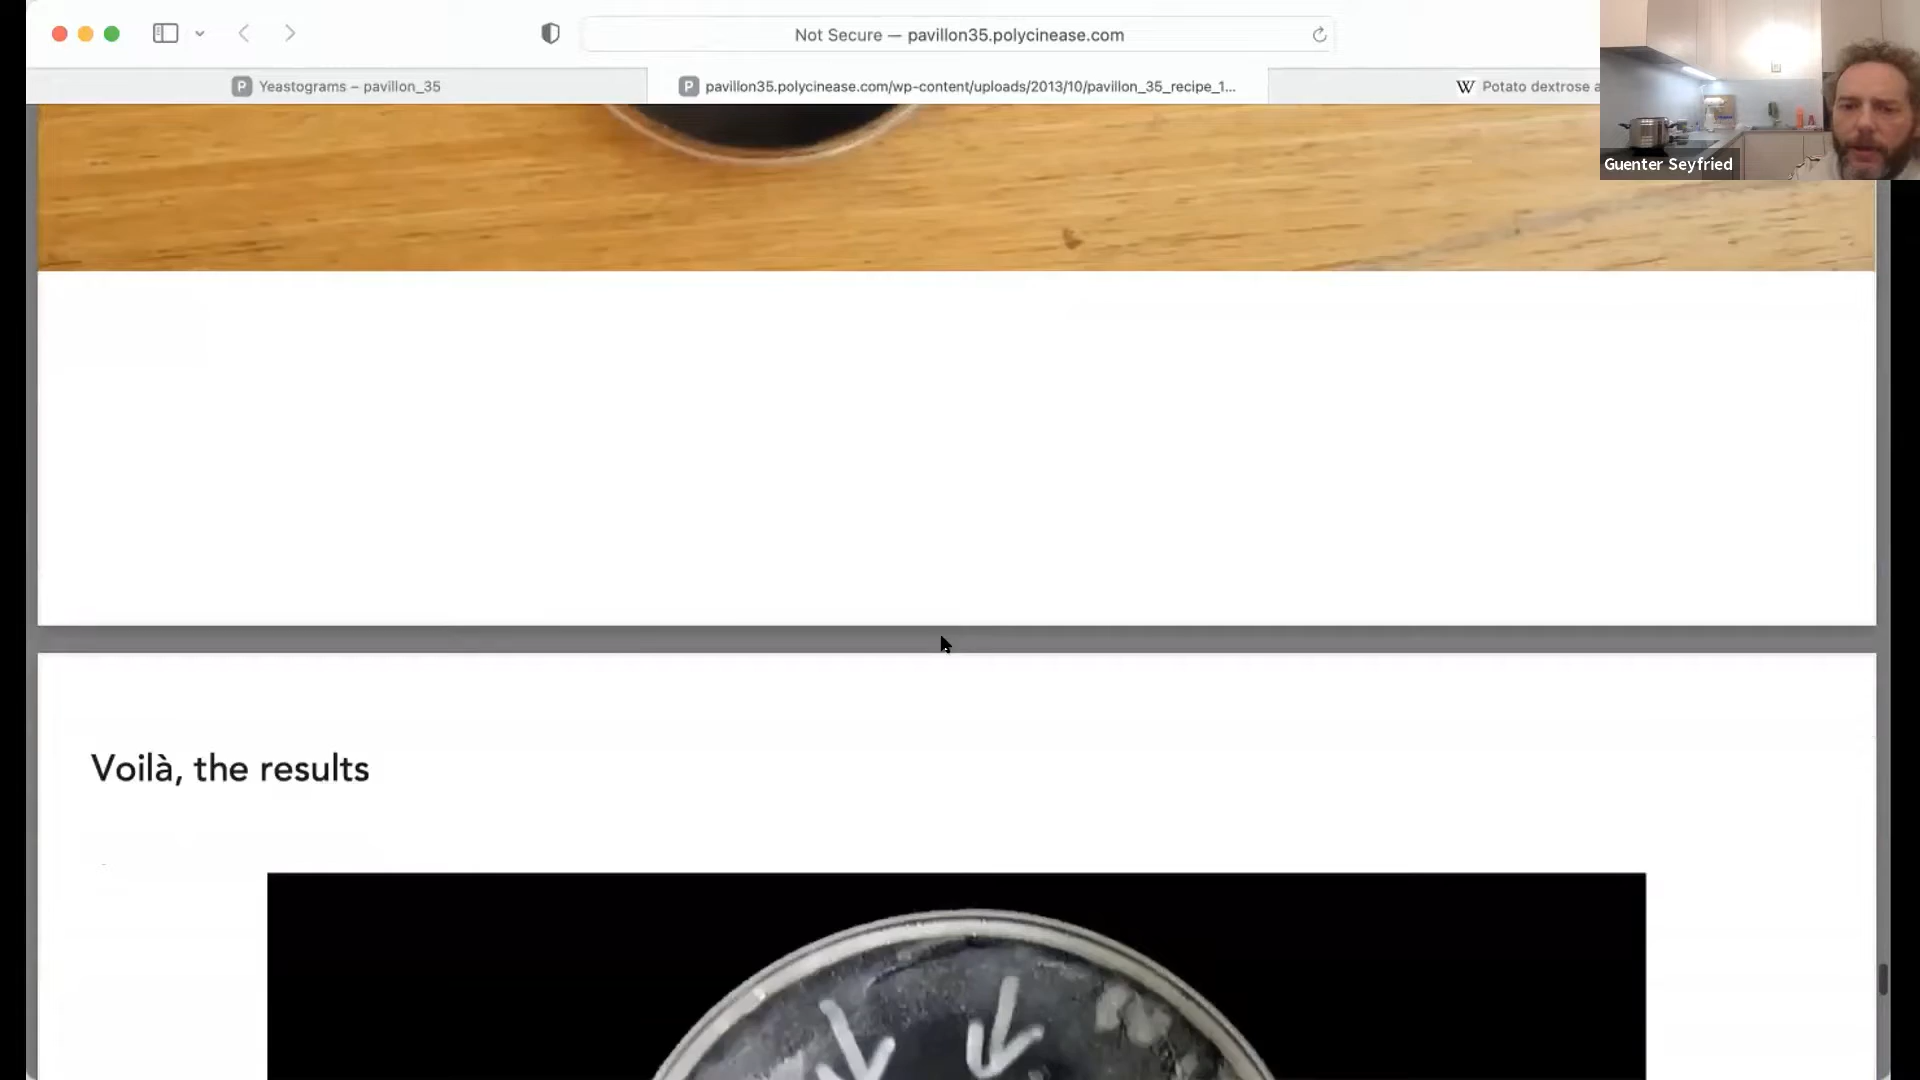 Not Secure — pavillon35.polycinease.com
P Yeastograms – pavillon_35
P pavillon35.polycinease.com/wp-content/uploads/2013/10/pavillon_35_recipe_1...
W Potato dextrose a
Guenter Seyfried
Voilà, the results